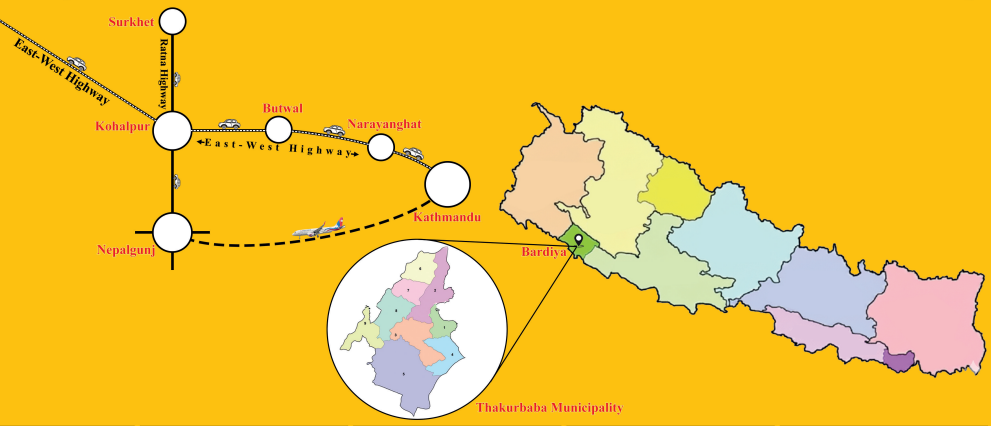 Surkhet
Ratna Highway
East-West Highway
Kohalpur
Butwal
Narayanghat
East-West Highway
Kathmandu
Nepalgunj
Bardiya
Thakurbaba Municipality